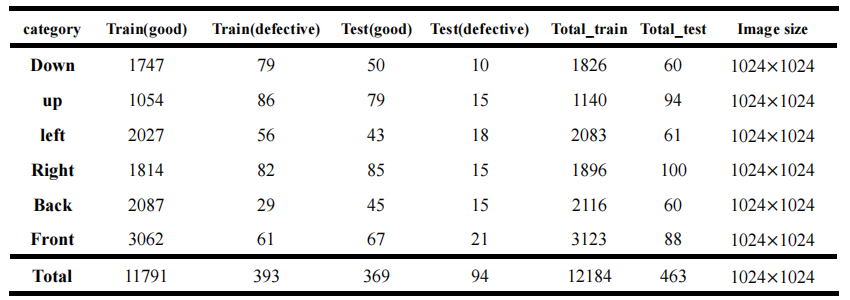 category Train(good) Train(defective) Test(good) Test(defective) Total_train Total_test Image size
Down 1747 79 50 10 1826 60 1024×1024
up 1054 86 79 15 1140 94 1024×1024
left 2027 56 43 18 2083 61 1024×1024
Right 1814 82 85 15 1896 100 1024×1024
Back 2087 29 45 15 2116 60 1024×1024
Front 3062 61 67 21 3123 88 1024×1024
Total 11791 393 369 94 12184 463 1024×1024